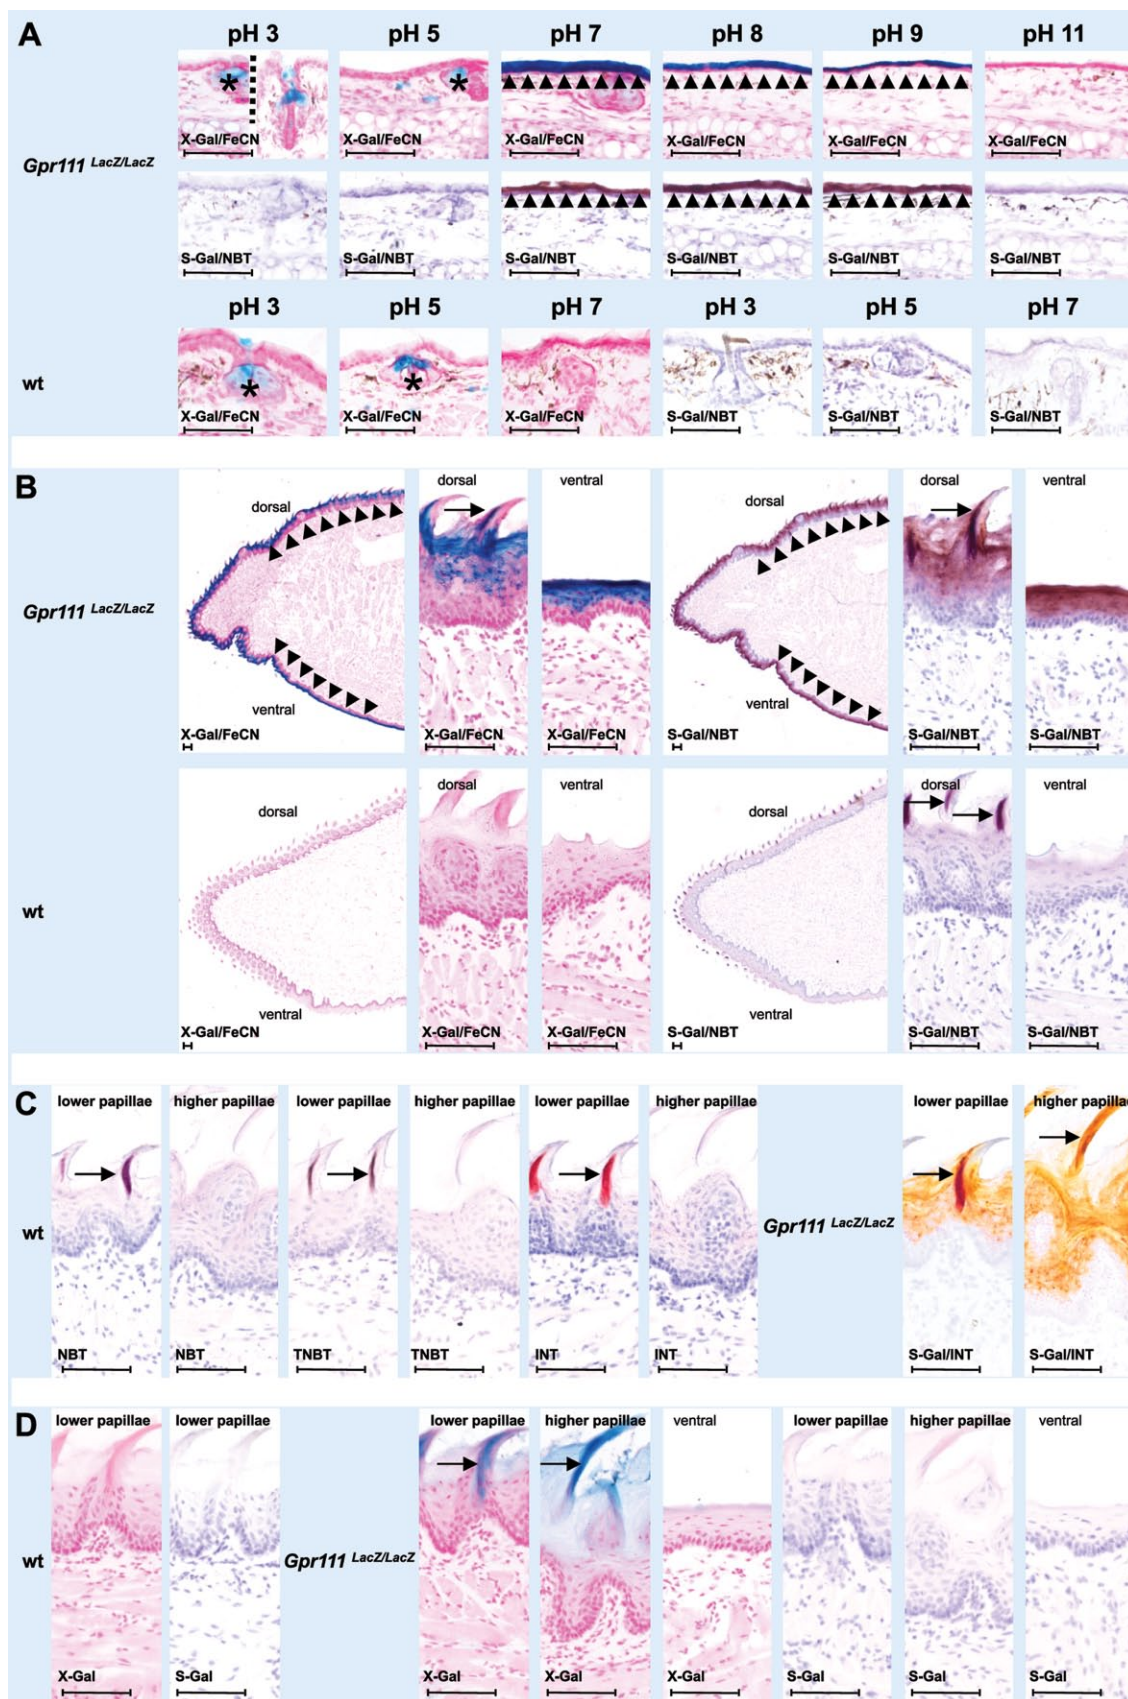 A
pH 3 pH 5 pH 7 pH 8 pH 9 pH 11
* *
X-Gal/FeCN X-Gal/FeCN X-Gal/FeCN X-Gal/FeCN X-Gal/FeCN X-Gal/FeCN
Gpr111 LacZ/LacZ
S-Gal/NBT S-Gal/NBT S-Gal/NBT S-Gal/NBT S-Gal/NBT S-Gal/NBT
pH 3 pH 5 pH 7 pH 3 pH 5 pH 7
wt
* *
X-Gal/FeCN X-Gal/FeCN X-Gal/FeCN S-Gal/NBT S-Gal/NBT S-Gal/NBT
B
dorsal dorsal ventral dorsal dorsal ventral
Gpr111 LacZ/LacZ
ventral ventral
X-Gal/FeCN X-Gal/FeCN X-Gal/FeCN S-Gal/NBT S-Gal/NBT S-Gal/NBT
dorsal dorsal ventral dorsal dorsal ventral
wt
ventral ventral
X-Gal/FeCN X-Gal/FeCN X-Gal/FeCN S-Gal/NBT S-Gal/NBT S-Gal/NBT
C
lower papillae higher papillae lower papillae higher papillae lower papillae higher papillae lower papillae higher papillae
wt Gpr111 LacZ/LacZ
NBT NBT TNBT TNBT INT INT S-Gal/INT S-Gal/INT
D
lower papillae lower papillae lower papillae higher papillae ventral lower papillae higher papillae ventral
wt Gpr111 LacZ/LacZ
X-Gal S-Gal X-Gal X-Gal X-Gal S-Gal S-Gal S-Gal